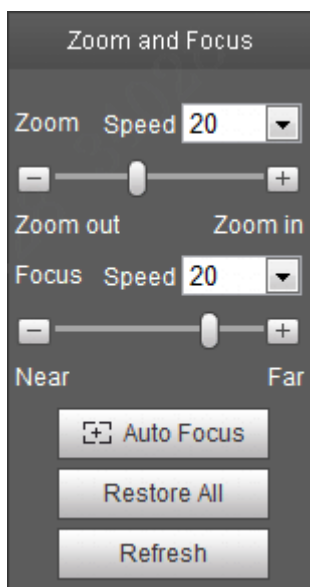 Zoom and Focus
Zoom Speed 20
Zoom out Zoom in
Focus Speed 20
Near Far
Auto Focus
Restore All
Refresh